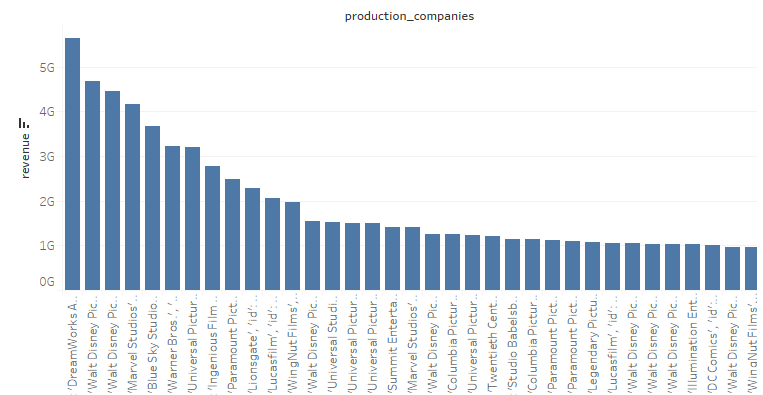 production_companies
5G
4G
3G
2G
1G
0G
revenue
: ‘DreamWorks A..
‘Walt Disney Pic..
‘Walt Disney Pic..
‘Marvel Studios’..
‘Blue Sky Studio..
‘Warner Bros.’, ‘..
‘Universal Pictur..
: ‘Ingenious Film ..
‘Paramount Pict..
‘Lionsgate’, ‘id’: ..
‘Lucasfilm’, ‘id’: ..
‘WingNut Films’,..
‘Walt Disney Pic..
‘Universal Studi..
‘Universal Pictur..
‘Universal Pictur..
‘Summit Enterta..
‘Marvel Studios’..
‘Walt Disney Pic..
‘Columbia Pictur..
‘Universal Pictur..
‘Twentieth Cent..
: ‘Studio Babelsb..
‘Columbia Pictur..
‘Paramount Pict..
‘Paramount Pict..
‘Legendary Pictu..
‘Lucasfilm’, ‘id’: ..
‘Walt Disney Pic..
‘Walt Disney Pic..
‘Walt Disney Pic..
‘Illumination Ent..
‘DC Comics’, ‘id’:..
‘Walt Disney Pic..
‘WingNut Films’..